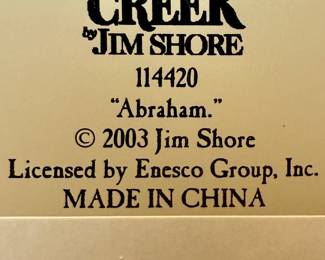 CREEK
by JIM SHORE
114420
"Abraham."
© 2003 Jim Shore
Licensed by Enesco Group, Inc.
MADE IN CHINA